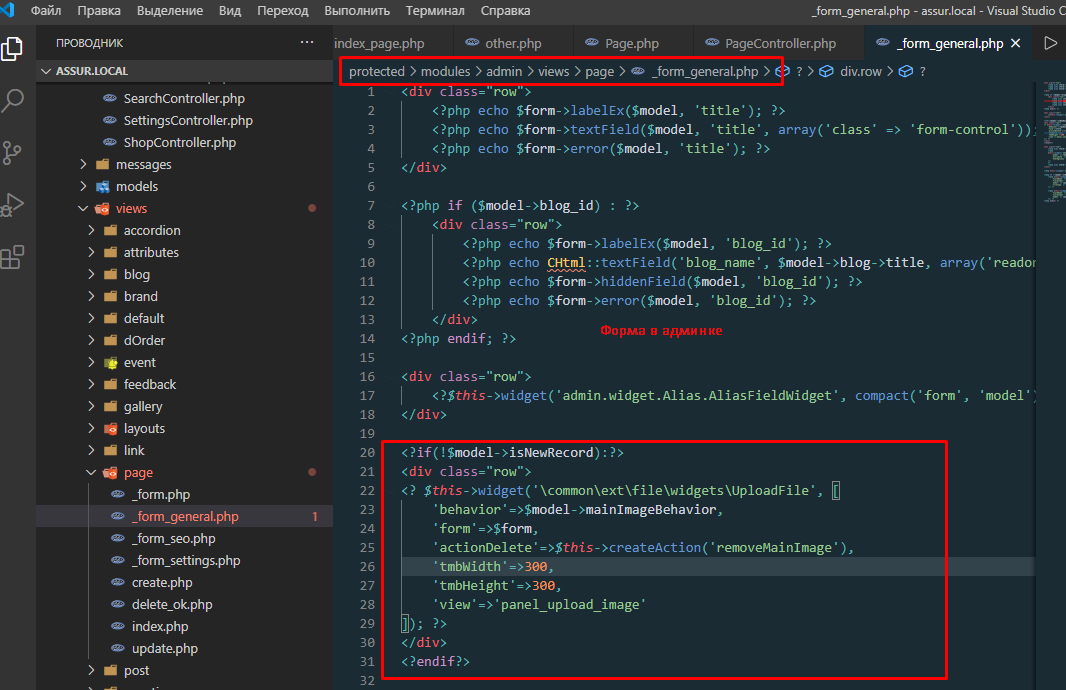 Файл Правка Выделение Вид Переход Выполнить Терминал Справка _form_general.php - assur.local - Visual Studio
ПРОВОДНИК ··· index_page.php other.php Page.php PageController.php _form_general.php ×
ASSUR.LOCAL protected > modules > admin > views > page > _form_general.php > ? > div.row > ?
SearchController.php
SettingsController.php
ShopController.php
messages
models
views
accordion
attributes
blog
brand
default
dOrder
event
feedback
gallery
layouts
link
page
_form.php
_form_general.php 1
_form_seo.php
_form_settings.php
create.php
delete_ok.php
index.php
update.php
post
1 <div class="row">
2 <?php echo $form->labelEx($model, 'title'); ?>
3 <?php echo $form->textField($model, 'title', array('class' => 'form-control'));
4 <?php echo $form->error($model, 'title'); ?>
5 </div>
6
7 <?php if ($model->blog_id) : ?>
8 <div class="row">
9 <?php echo $form->labelEx($model, 'blog_id'); ?>
10 <?php echo CHtml::textField('blog_name', $model->blog->title, array('reado
11 <?php echo $form->hiddenField($model, 'blog_id'); ?>
12 <?php echo $form->error($model, 'blog_id'); ?>
13 </div>
Форма в админке
14 <?php endif; ?>
15
16 <div class="row">
17 <?$this->widget('admin.widget.Alias.AliasFieldWidget', compact('form', 'model')
18 </div>
19
20 <?if(!$model->isNewRecord):?>
21 <div class="row">
22 <? $this->widget('\common\ext\file\widgets\UploadFile', [
23 'behavior'=>$model->mainImageBehavior,
24 'form'=>$form,
25 'actionDelete'=>$this->createAction('removeMainImage'),
26 'tmbWidth'=>300,
27 'tmbHeight'=>300,
28 'view'=>'panel_upload_image'
29 ]); ?>
30 </div>
31 <?endif?>
32